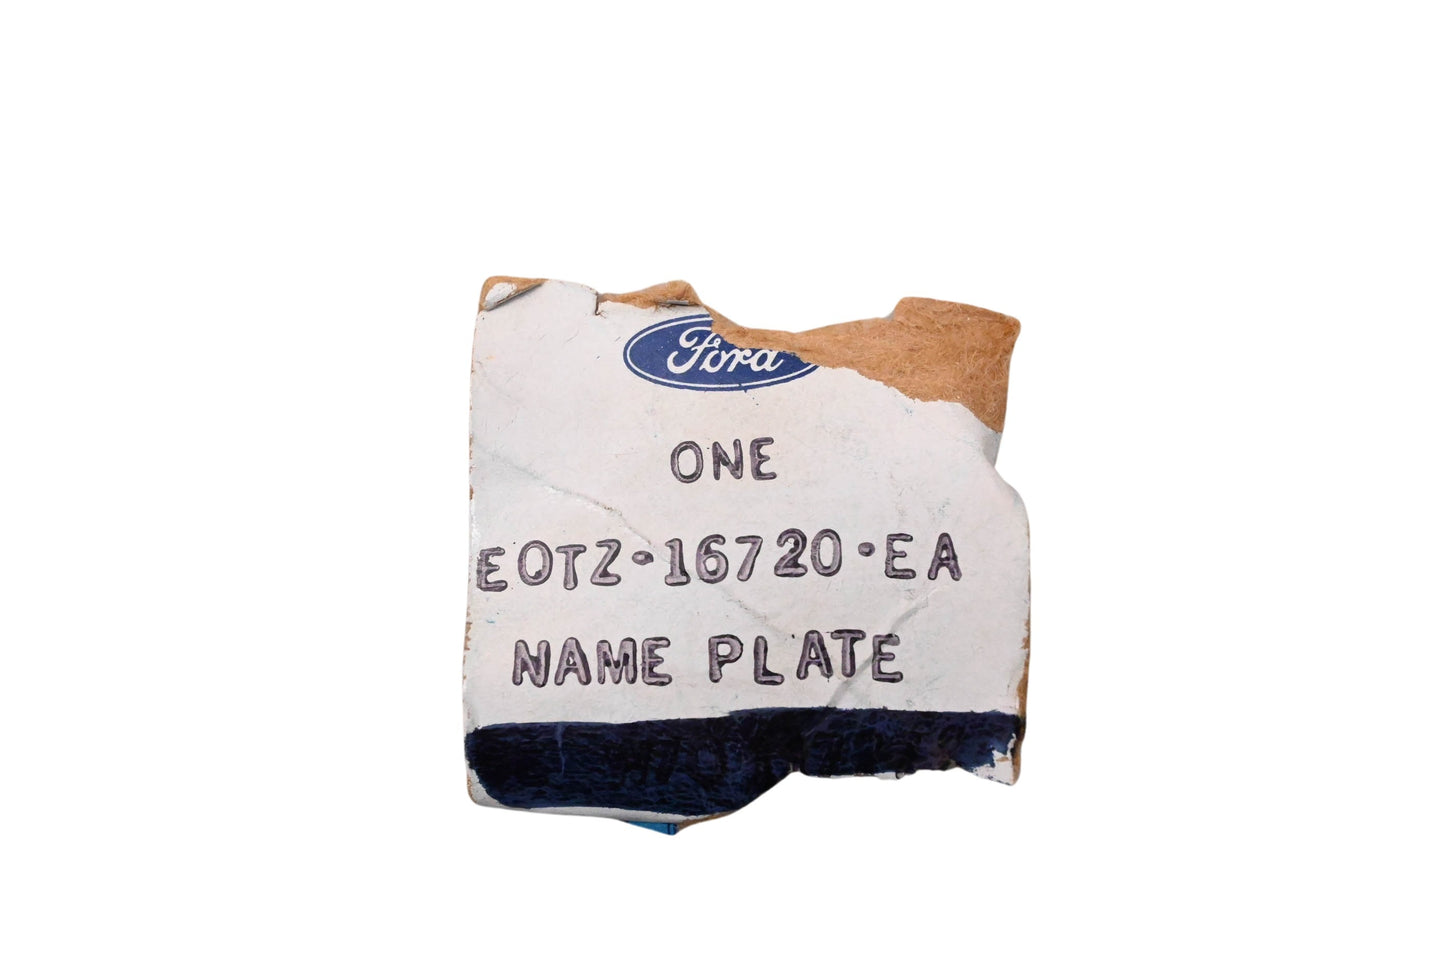 Ford
ONE
EOTZ·16720·EA
NAME PLATE